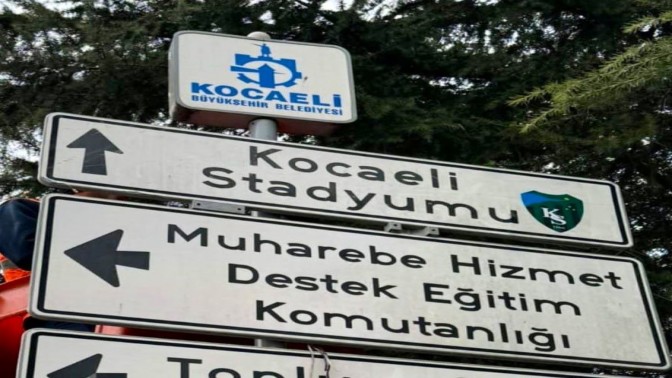 KOCAELİ
BÜYÜKŞEHİR BELEDİYESİ
Kocaeli
Stadyumu
KS
Muharebe Hizmet
Destek Eğitim
Komutanlığı